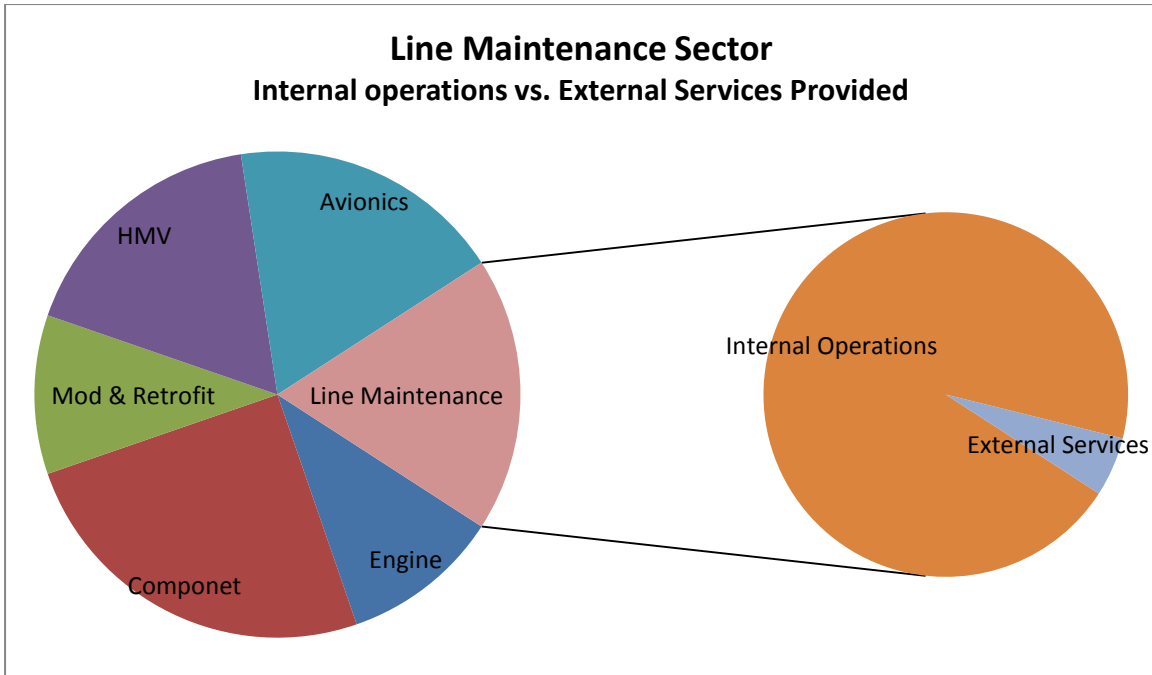 Line Maintenance Sector
Internal operations vs. External Services Provided
Avionics
HMV
Internal Operations
Mod & Retrofit
Line Maintenance
External Services
Engine
Componet